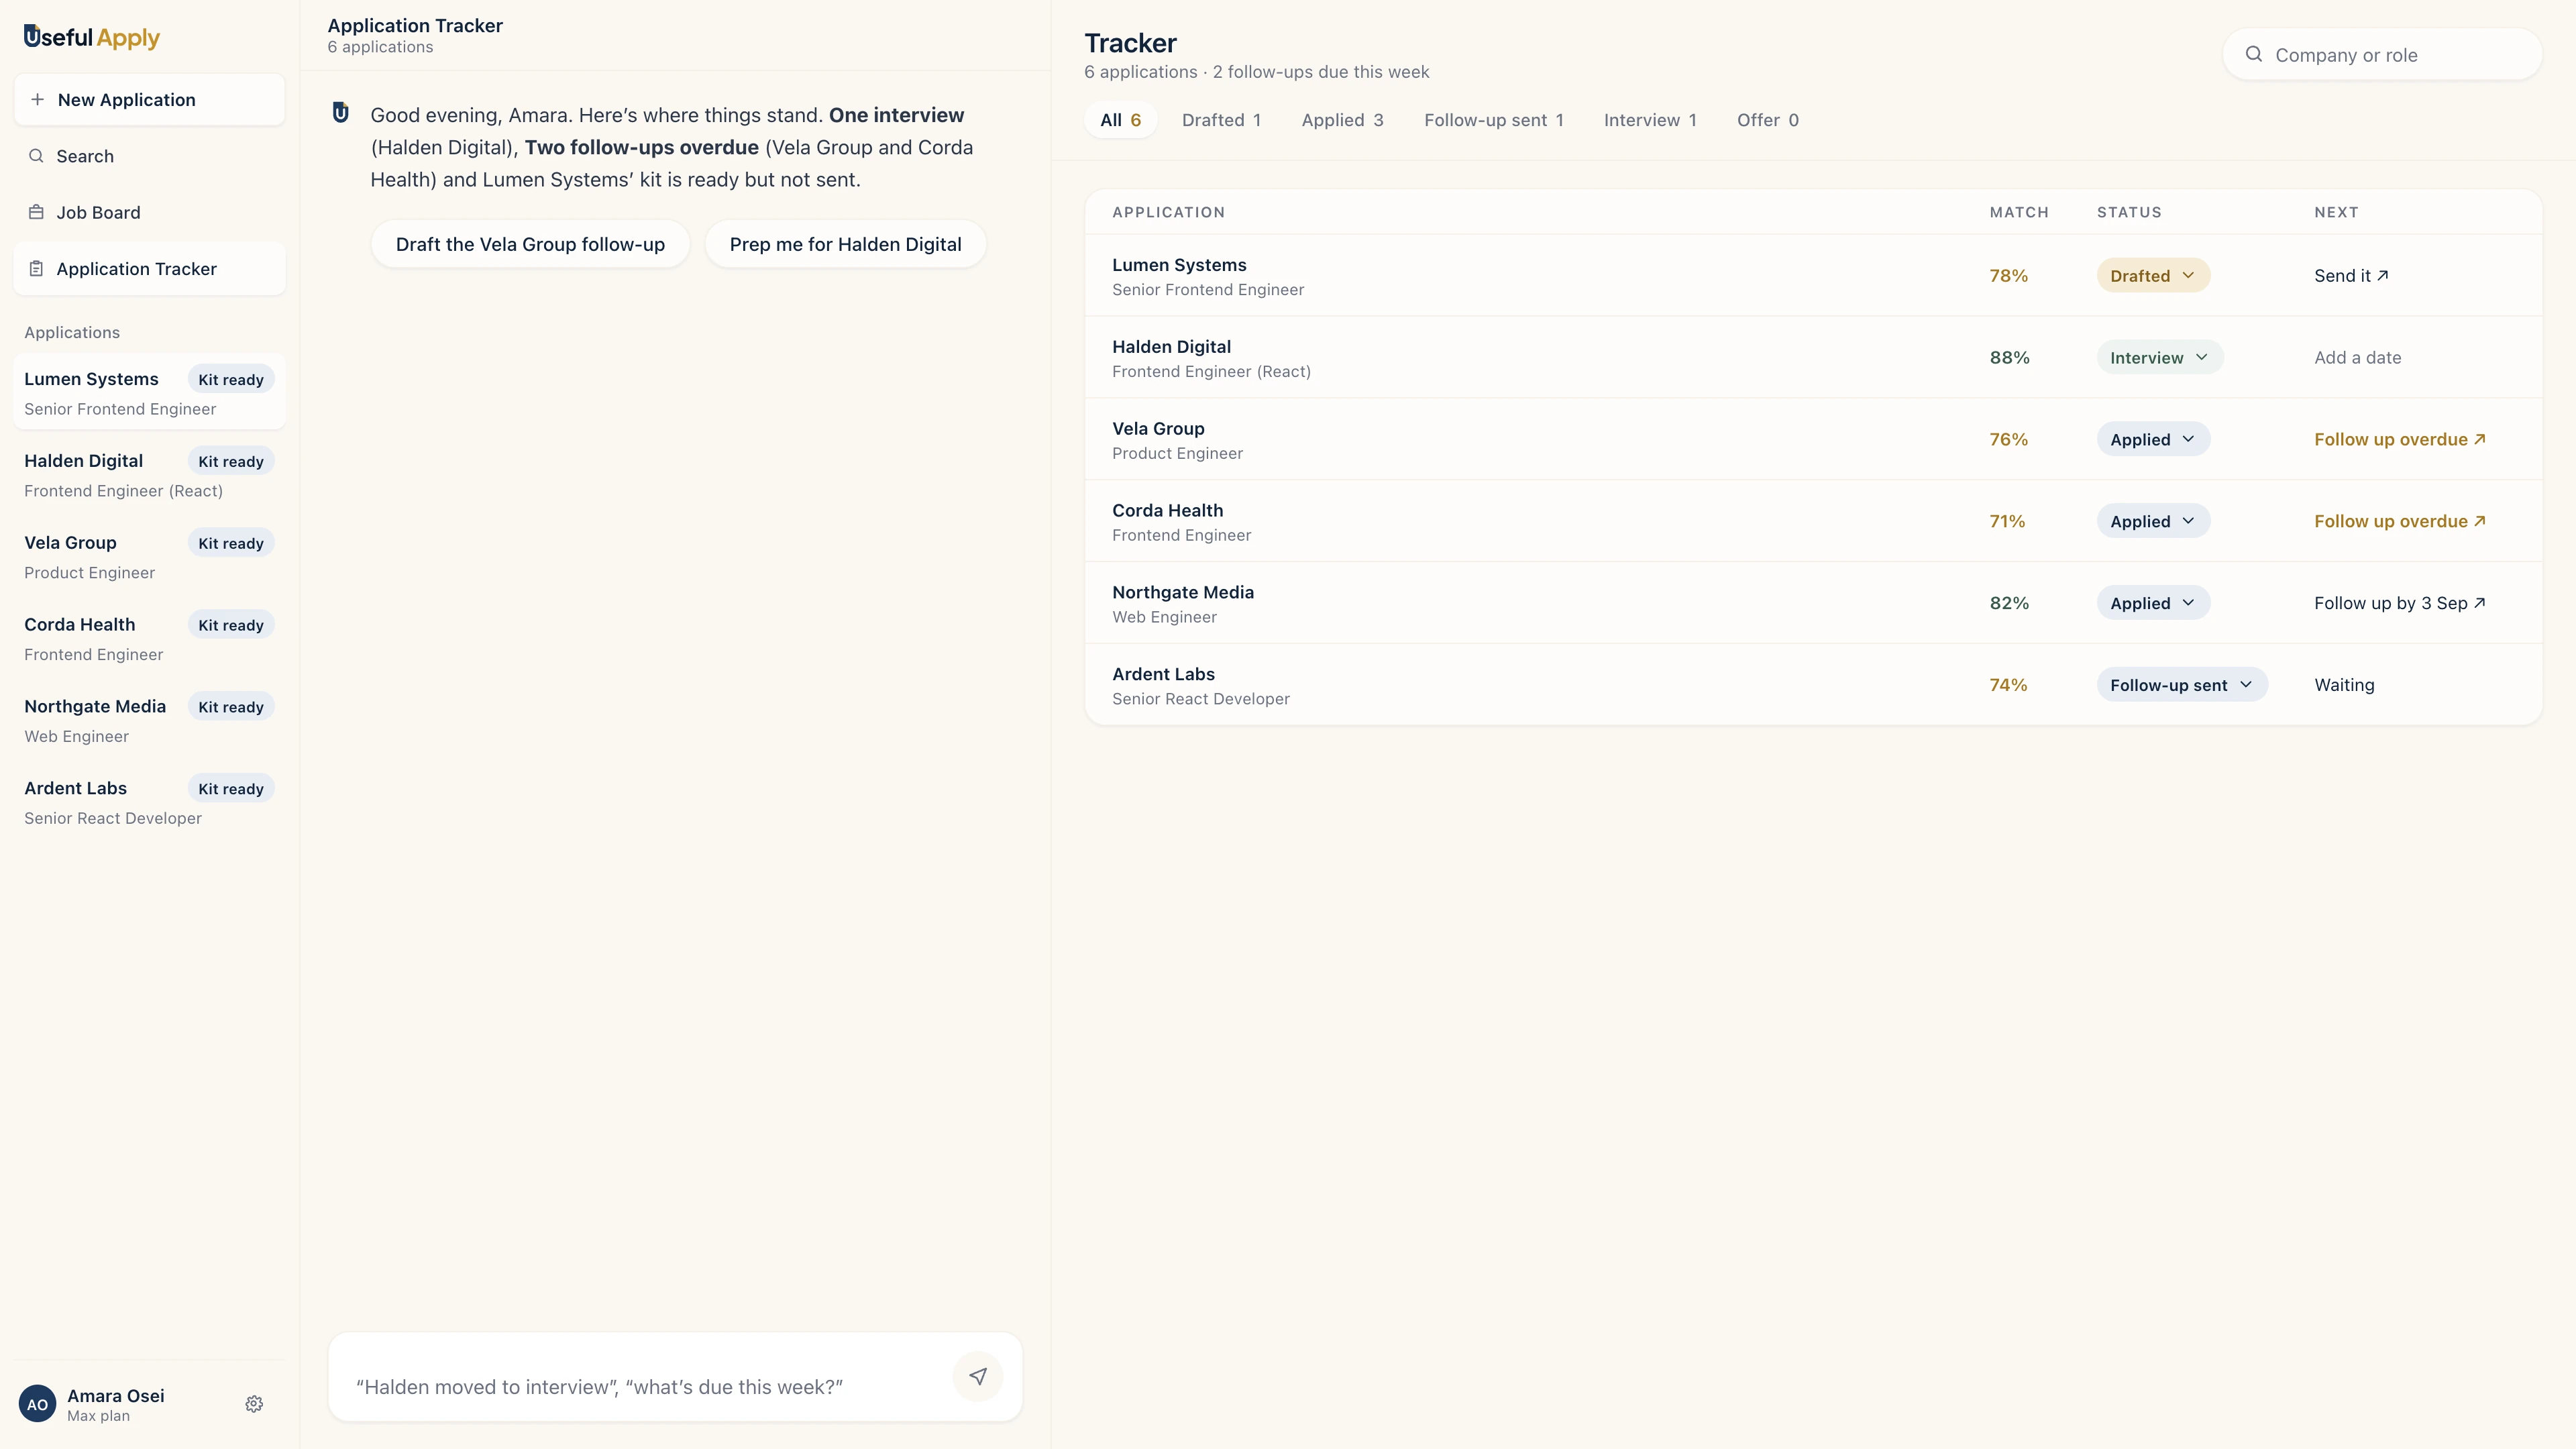 Useful Apply
New Application
Search
Job Board
Application Tracker
Applications
Lumen Systems Kit ready
Senior Frontend Engineer
Halden Digital Kit ready
Frontend Engineer (React)
Vela Group Kit ready
Product Engineer
Corda Health Kit ready
Frontend Engineer
Northgate Media Kit ready
Web Engineer
Ardent Labs Kit ready
Senior React Developer
AO
Amara Osei
Max plan
Application Tracker
6 applications
Good evening, Amara. Here’s where things stand. One interview
(Halden Digital), Two follow-ups overdue (Vela Group and Corda
Health) and Lumen Systems’ kit is ready but not sent.
Draft the Vela Group follow-up Prep me for Halden Digital
“Halden moved to interview”, “what’s due this week?”
Tracker
6 applications · 2 follow-ups due this week
Company or role
All 6 Drafted 1 Applied 3 Follow-up sent 1 Interview 1 Offer 0
APPLICATION MATCH STATUS NEXT
Lumen Systems
Senior Frontend Engineer
78% Drafted Send it ↗
Halden Digital
Frontend Engineer (React)
88% Interview Add a date
Vela Group
Product Engineer
76% Applied Follow up overdue ↗
Corda Health
Frontend Engineer
71% Applied Follow up overdue ↗
Northgate Media
Web Engineer
82% Applied Follow up by 3 Sep ↗
Ardent Labs
Senior React Developer
74% Follow-up sent Waiting